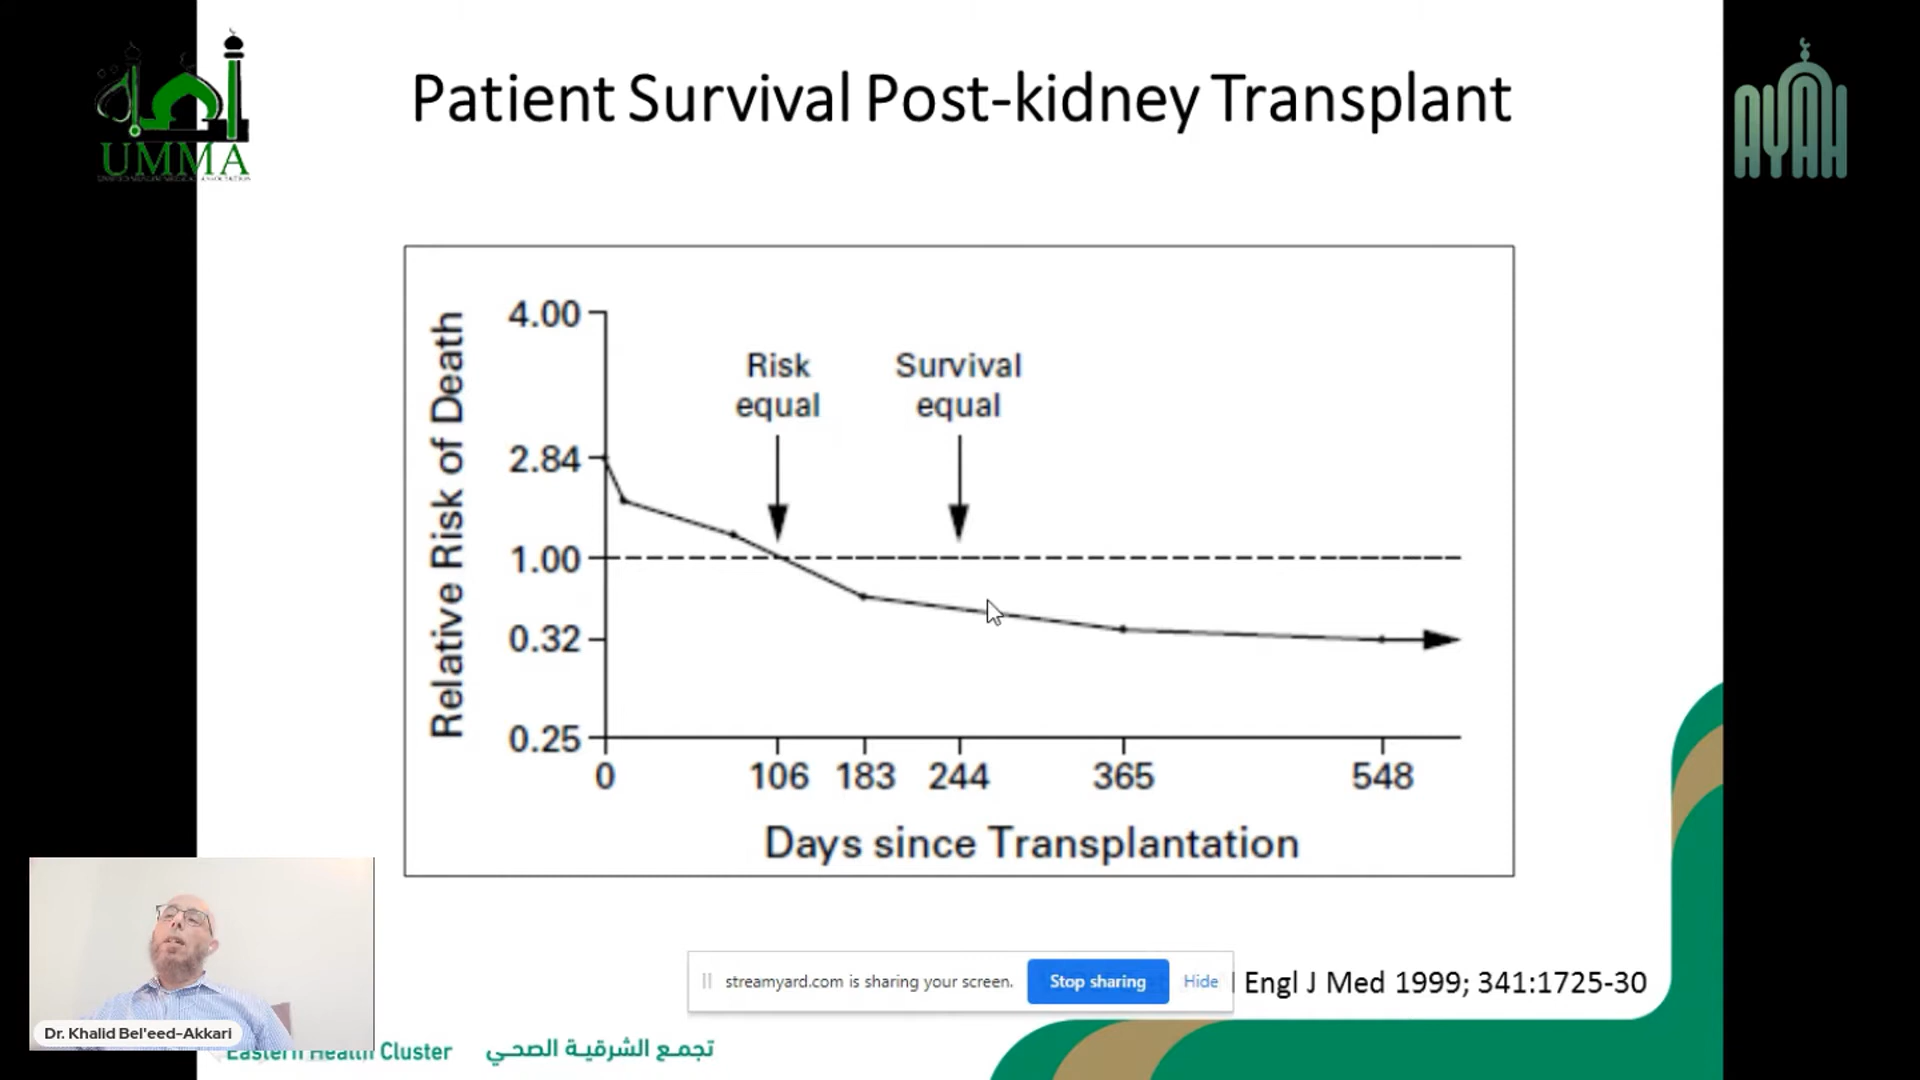 Patient Survival Post-kidney Transplant
UMMA
AYAH
Relative Risk of Death
4.00
2.84
1.00
0.32
0.25
Risk
equal
Survival
equal
0 106 183 244 365 548
Days since Transplantation
streamyard.com is sharing your screen. Stop sharing Hide
Engl J Med 1999; 341:1725-30
Dr. Khalid Bel'eed-Akkari
Eastern Health Cluster تجمع الشرقية الصحي